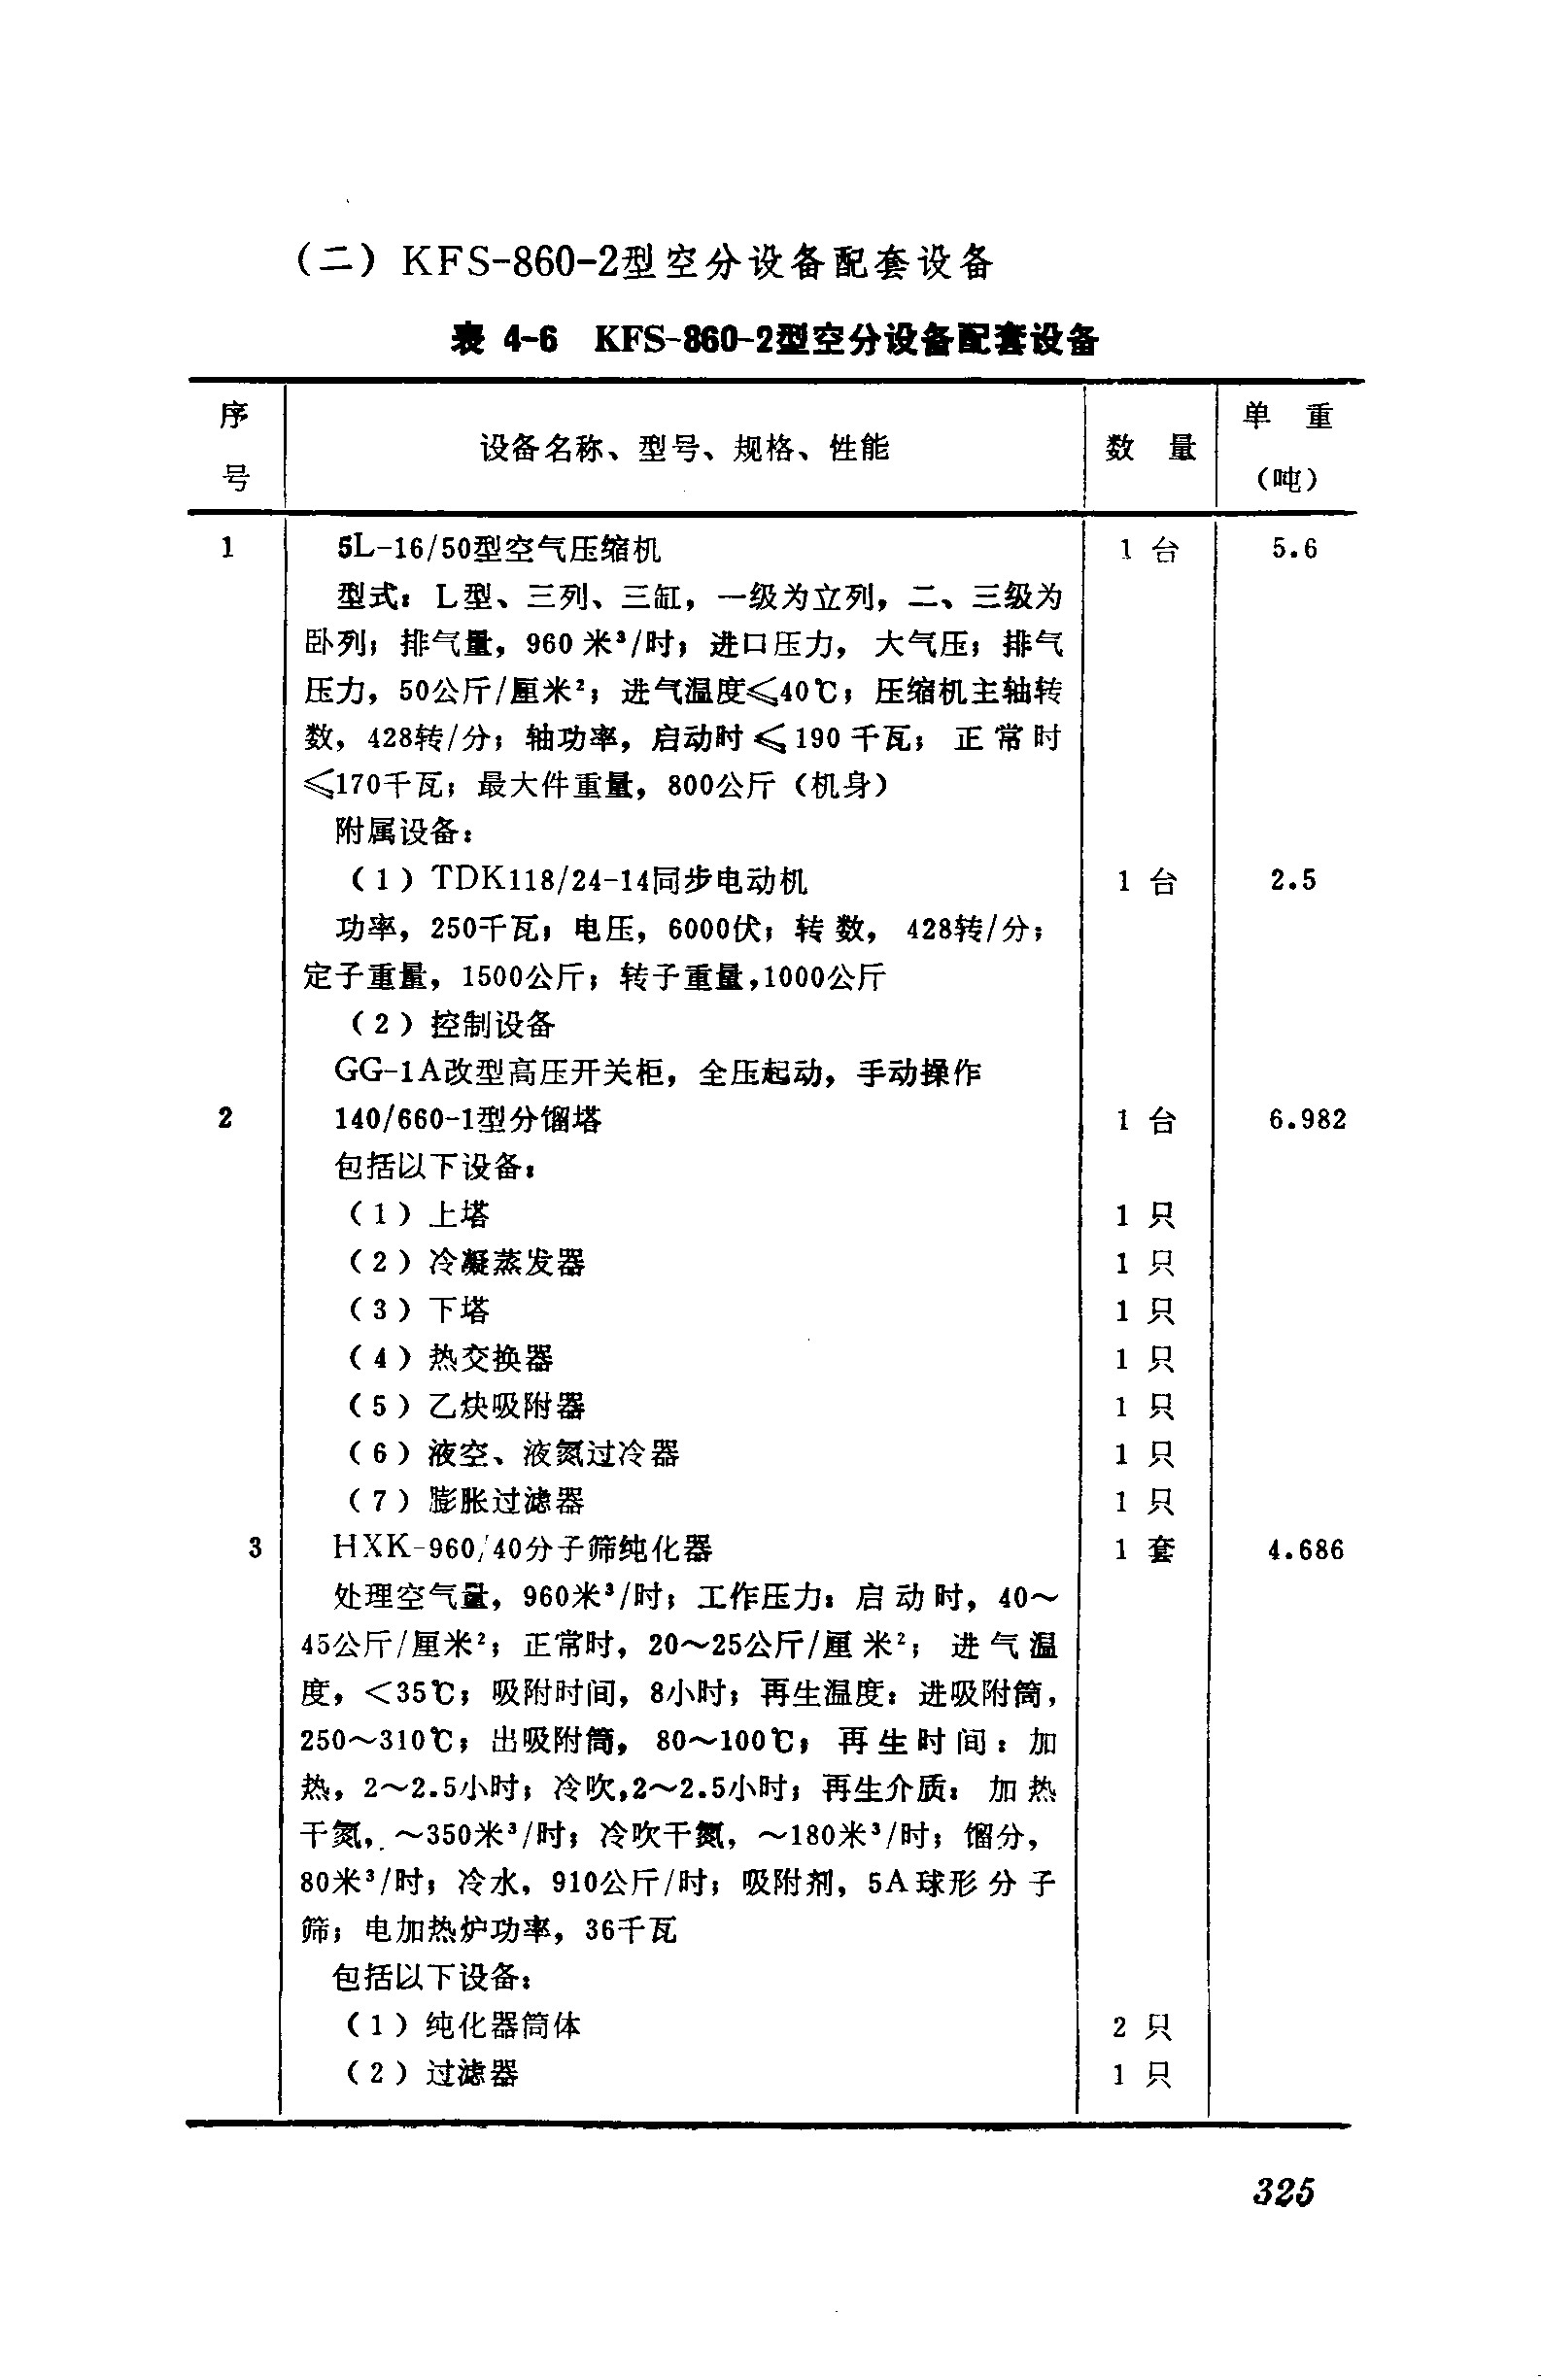 (二) KFS-860-2型空分设备配套设备
表 4-6 KFS-860-2型空分设备配套设备
序号 设备名称、型号、规格、性能 数 量 单 重(吨)
1 5L-16/50型空气压缩机 1 台 5.6
型式：L型、三列、三缸，一级为立列，二、三级为
卧列；排气量，960 米³/时；进口压力，大气压；排气
压力，50公斤/厘米²；进气温度≤40℃；压缩机主轴转
数，428转/分；轴功率，启动时≤190千瓦；正常时
≤170千瓦；最大件重量，800公斤（机身）
附属设备：
(1) TDK118/24-14同步电动机 1 台 2.5
功率，250千瓦；电压，6000伏；转数，428转/分；
定子重量，1500公斤；转子重量，1000公斤
(2) 控制设备
GG-1A改型高压开关柜，全压起动，手动操作
2 140/660-1型分馏塔 1 台 6.982
包括以下设备：
(1) 上塔 1 只
(2) 冷凝蒸发器 1 只
(3) 下塔 1 只
(4) 热交换器 1 只
(5) 乙炔吸附器 1 只
(6) 液空、液氮过冷器 1 只
(7) 膨胀过滤器 1 只
3 HXK-960/40分子筛纯化器 1 套 4.686
处理空气量，960米³/时；工作压力：启动时，40～
45公斤/厘米²；正常时，20～25公斤/厘米²；进气温
度，＜35℃；吸附时间，8小时；再生温度：进吸附筒，
250～310℃；出吸附筒，80～100℃；再生时间：加
热，2～2.5小时；冷吹，2～2.5小时；再生介质：加热
干氮，～350米³/时；冷吹干氮，～180米³/时；馏分，
80米³/时；冷水，910公斤/时；吸附剂，5A球形分子
筛；电加热炉功率，36千瓦
包括以下设备：
(1) 纯化器筒体 2 只
(2) 过滤器 1 只
325